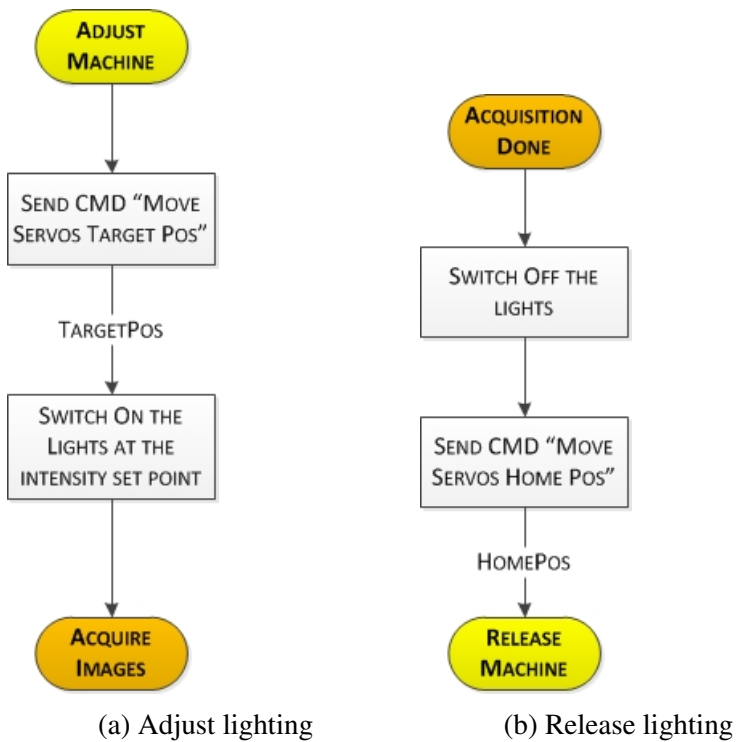 ADJUST
MACHINE
SEND CMD “MOVE
SERVOS TARGET POS”
TARGETPOS
SWITCH ON THE
LIGHTS AT THE
INTENSITY SET POINT
ACQUIRE
IMAGES
(a) Adjust lighting
ACQUISITION
DONE
SWITCH OFF THE
LIGHTS
SEND CMD “MOVE
SERVOS HOME POS”
HOMEPOS
RELEASE
MACHINE
(b) Release lighting